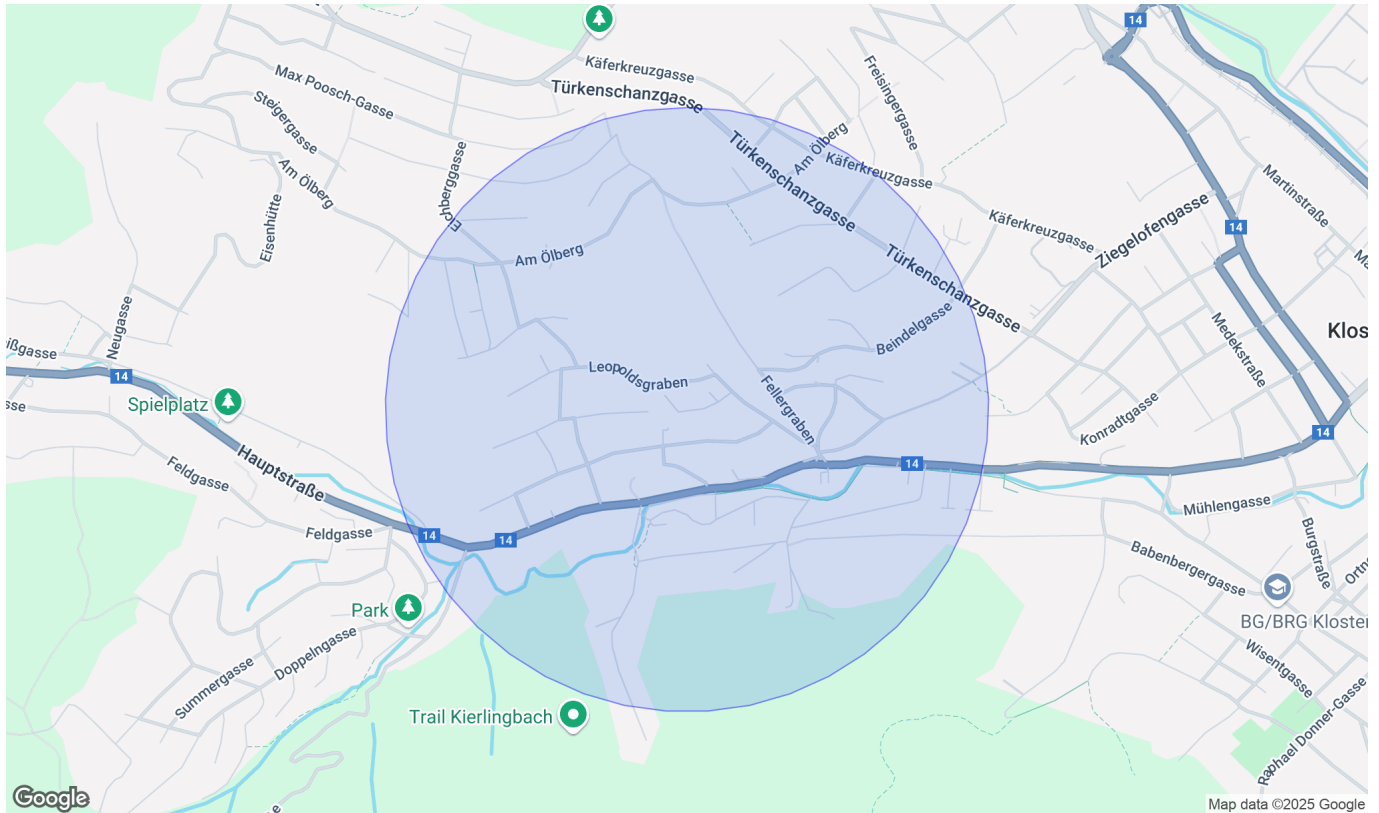 14
Käferkreuzgasse
Türkenschanzgasse
Max Poosch-Gasse
Steigergasse
Freisingergasse
Am Ölberg
Türkenschanzgasse
Käferkreuzgasse
Eichberggasse
Am Ölberg
Martinstraße
Eisenhütte
Käferkreuzgasse
Ziegelofengasse
14
Am Ölberg
Türkenschanzgasse
Neugasse
Beindelgasse
Medekstraße
Klos
ißgasse
14
Leopoldsgraben
Fellergraben
Spielplatz
sse
Konradtgasse
14
Hauptstraße
Feldgasse
14
Mühlengasse
Feldgasse
14
14
Burgstraße
Babenbergergasse
Ortn
Park
BG/BRG Kloster
Doppelngasse
Summergasse
Wisentgasse
Trail Kierlingbach
Raphael Donner-Gasse
Google
Map data ©2025 Google